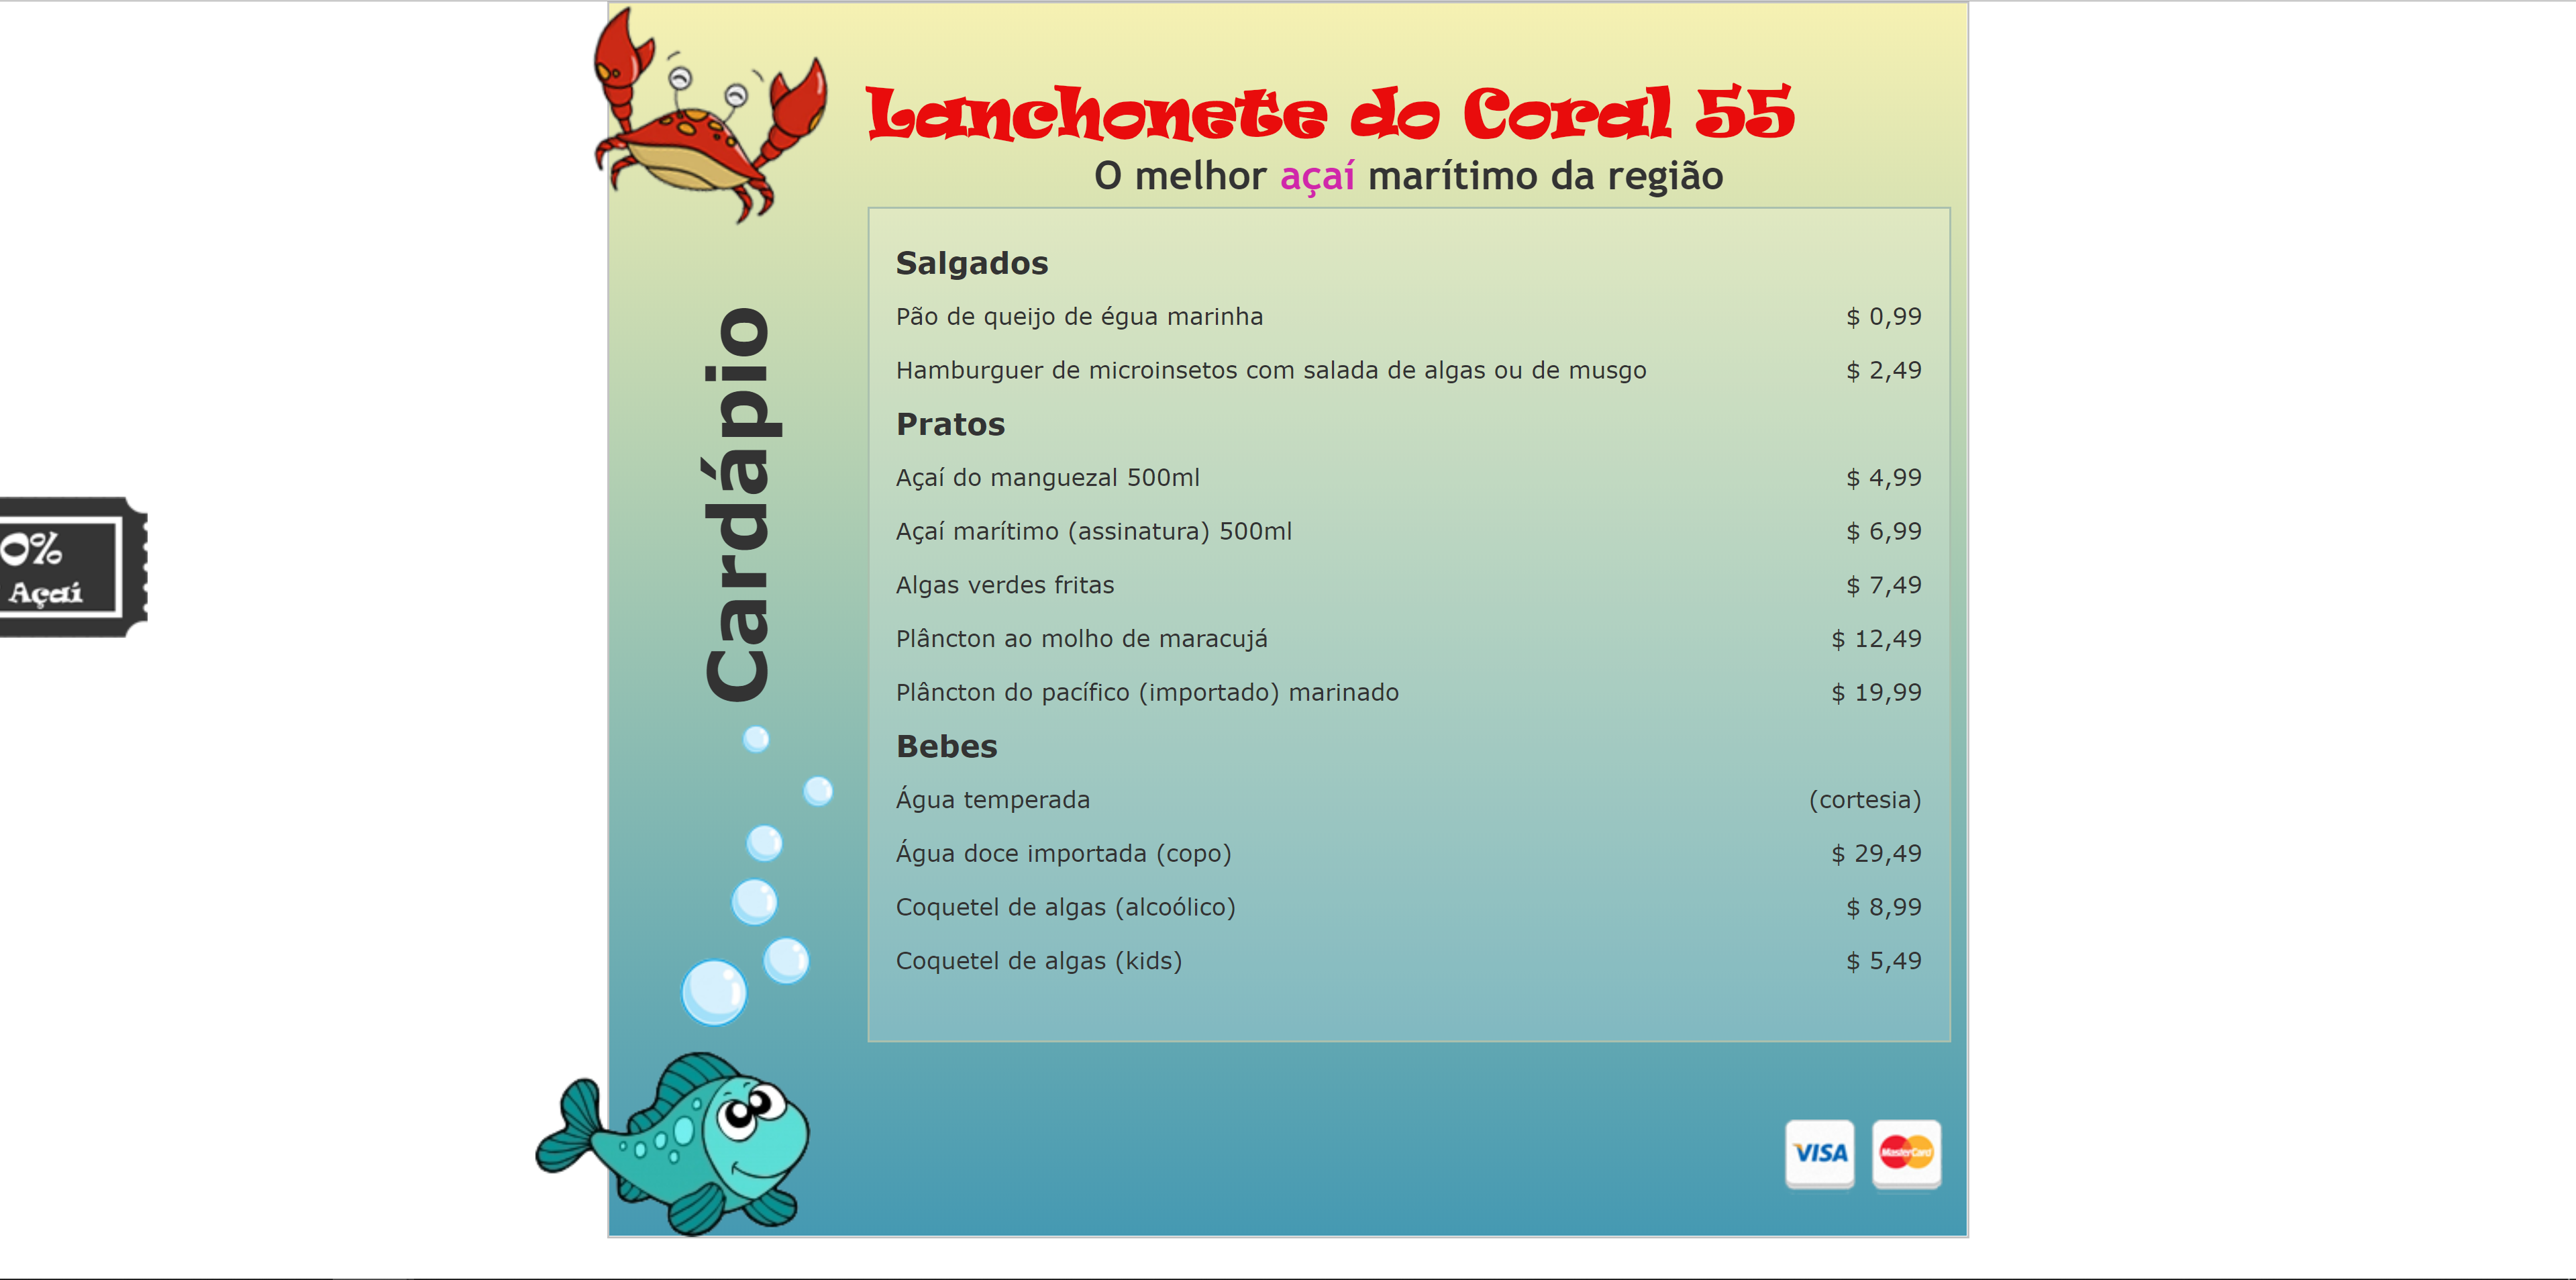 Lanchonete do Coral 55
O melhor açaí marítimo da região
Cardápio
Salgados
Pão de queijo de égua marinha $ 0,99
Hamburguer de microinsetos com salada de algas ou de musgo $ 2,49
Pratos
Açaí do manguezal 500ml $ 4,99
Açaí marítimo (assinatura) 500ml $ 6,99
Algas verdes fritas $ 7,49
Plâncton ao molho de maracujá $ 12,49
Plâncton do pacífico (importado) marinado $ 19,99
Bebes
Água temperada (cortesia)
Água doce importada (copo) $ 29,49
Coquetel de algas (alcoólico) $ 8,99
Coquetel de algas (kids) $ 5,49
0%
Açaí
VISA
MasterCard